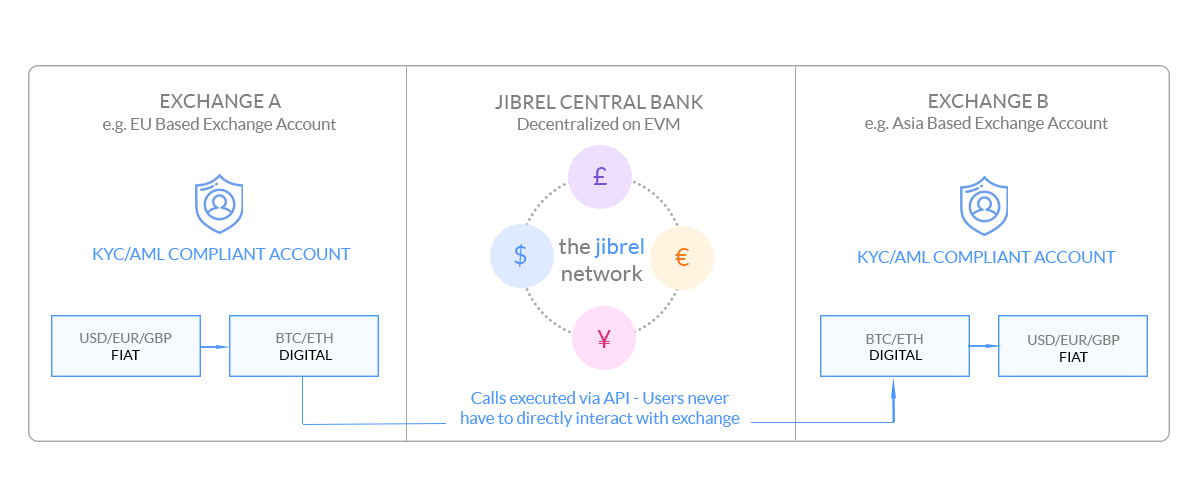 EXCHANGE A
e.g. EU Based Exchange Account
KYC/AML COMPLIANT ACCOUNT
USD/EUR/GBP
FIAT
BTC/ETH
DIGITAL
JIBREL CENTRAL BANK
Decentralized on EVM
£
$
the jibrel
network
€
¥
Calls executed via API - Users never
have to directly interact with exchange
EXCHANGE B
e.g. Asia Based Exchange Account
KYC/AML COMPLIANT ACCOUNT
BTC/ETH
DIGITAL
USD/EUR/GBP
FIAT